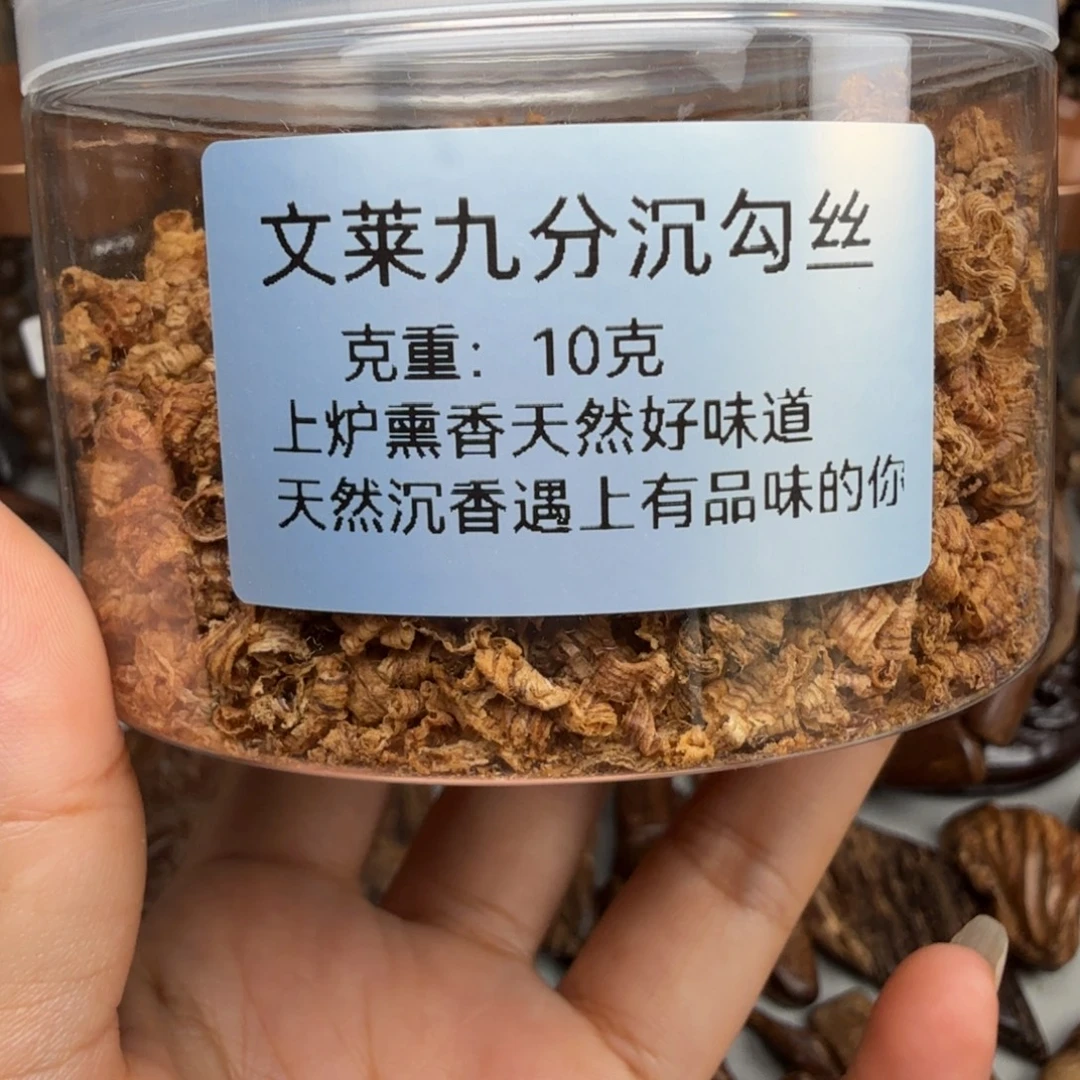 文莱九分沉勾丝
克重：10克
上炉熏香天然好味道
天然沉香遇上有品味的你